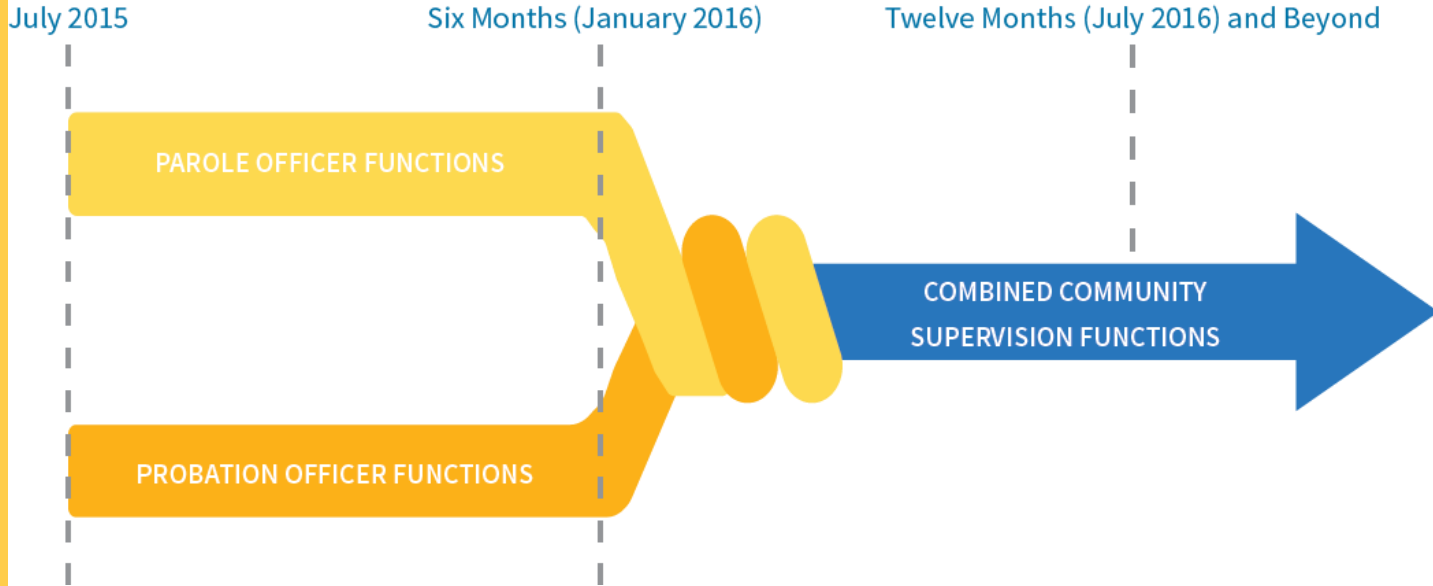 July 2015
Six Months (January 2016)
Twelve Months (July 2016) and Beyond
PAROLE OFFICER FUNCTIONS
COMBINED COMMUNITY
SUPERVISION FUNCTIONS
PROBATION OFFICER FUNCTIONS